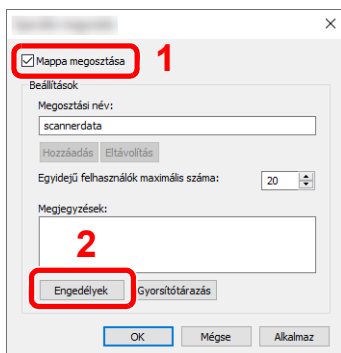 Mappa megosztása
1
Beállítások
Megosztási név:
scannerdata
Hozzáadás Eltávolítás
Egyidejű felhasználók maximális száma: 20
Megjegyzések:
2
Engedélyek Gyorsítótárazás
OK Mégse Alkalmaz